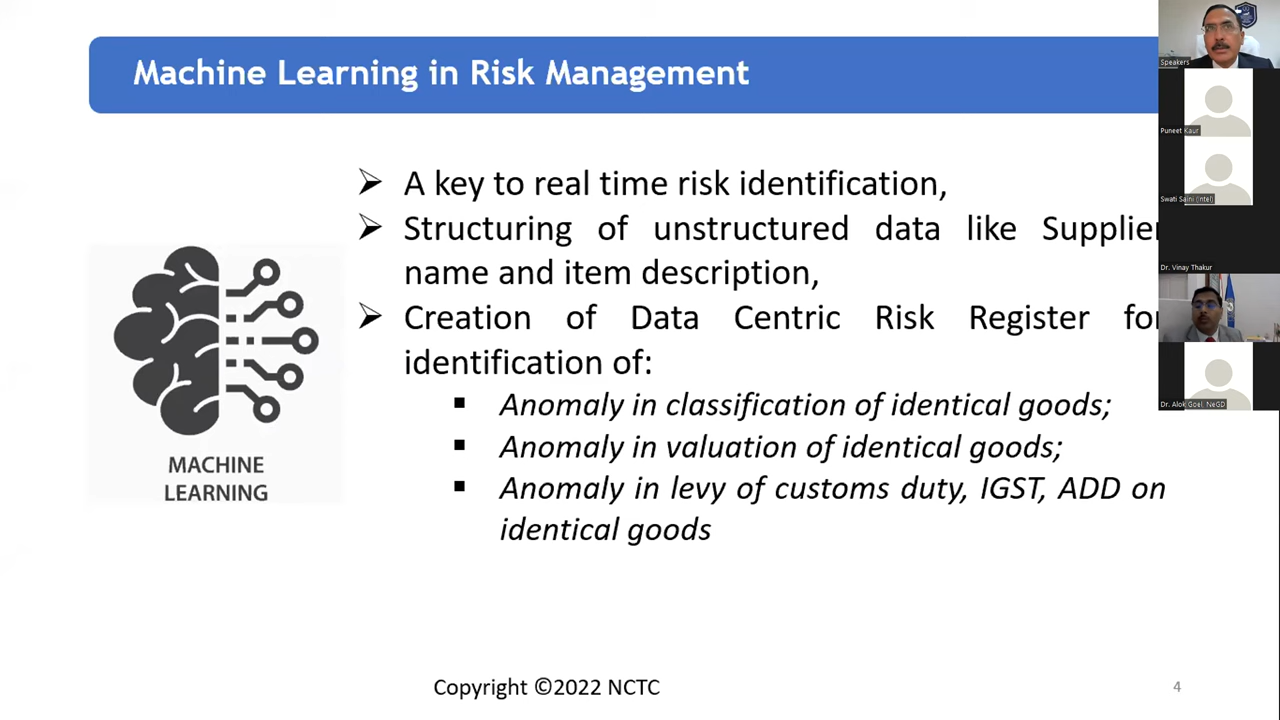 Machine Learning in Risk Management
A key to real time risk identification,
Structuring of unstructured data like Supplier
name and item description,
Creation of Data Centric Risk Register for
identification of:
Anomaly in classification of identical goods;
Anomaly in valuation of identical goods;
Anomaly in levy of customs duty, IGST, ADD on
identical goods
MACHINE
LEARNING
Copyright ©2022 NCTC
4
Speakers
Puneet Kaur
Swati Saini (Intel)
Dr. Vinay Thakur
Dr. Alok Goel, NeGD